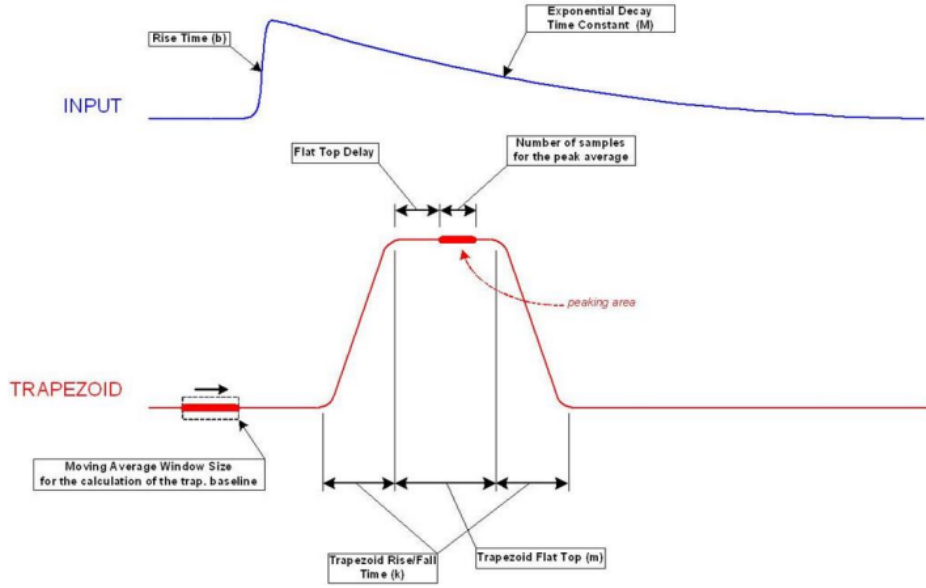 Exponential Decay
Time Constant (M)
Rise Time (b)
INPUT
Flat Top Delay
Number of samples
for the peak average
peaking area
TRAPEZOID
Moving Average Window Size
for the calculation of the trap. baseline
Trapezoid Rise/Fall
Time (k)
Trapezoid Flat Top (m)